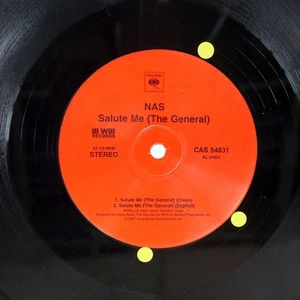 COLUMBIA
NAS
Salute Me (The General)
ill Will
RECORDS
33 1/3 RPM
STEREO
CAS 54831
AL 54831
1. Salute Me (The General) (Clean)
2. Salute Me (The General) (Explicit)